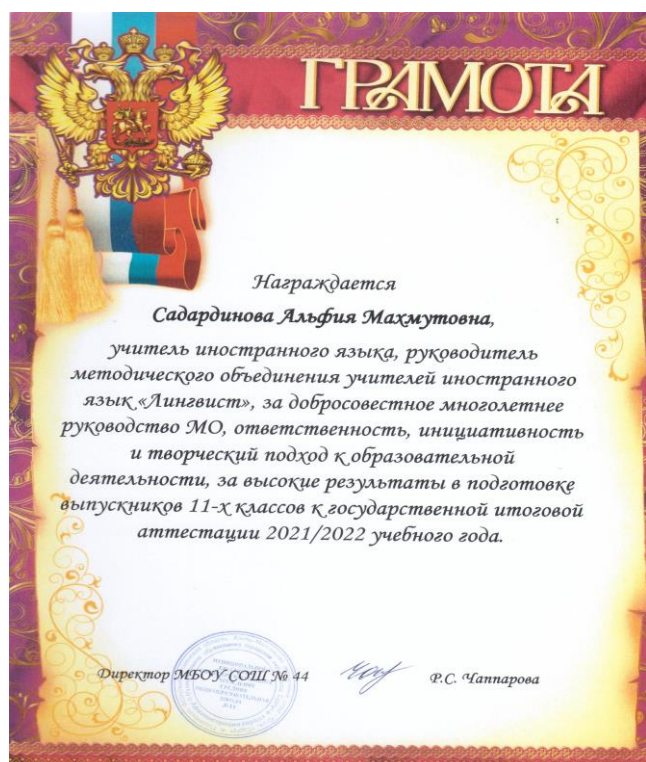 ГРАМОТА
Награждается
Садардинова Альфия Махмутовна,
учитель иностранного языка, руководитель
методического объединения учителей иностранного
язык «Лингвист», за добросовестное многолетнее
руководство МО, ответственность, инициативность
и творческий подход к образовательной
деятельности, за высокие результаты в подготовке
выпускников 11-х классов к государственной итоговой
аттестации 2021/2022 учебного года.
Директор МБОУ СОШ № 44 Р.С. Чаппарова